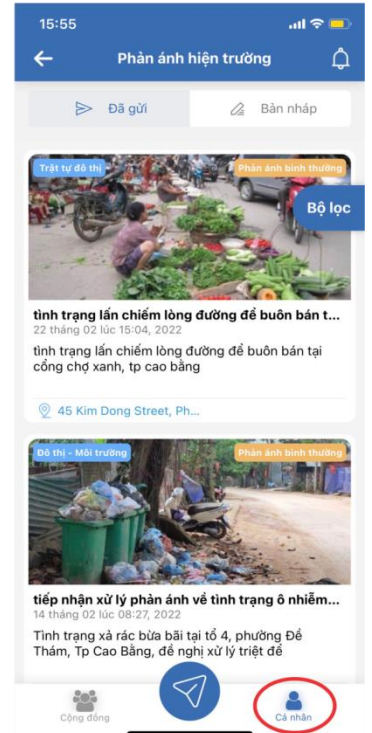 15:55
Phản ánh hiện trường
Đã gửi
Bản nháp
Trật tự đô thị
Phản ánh bình thường
Bộ lọc
tình trạng lấn chiếm lòng đường để buôn bán t...
22 tháng 02 lúc 15:04, 2022
tình trạng lấn chiếm lòng đường để buôn bán tại
cổng chợ xanh, tp cao bằng
45 Kim Dong Street, Ph...
Đô thị - Môi trường
Phản ánh bình thường
tiếp nhận xử lý phản ánh về tình trạng ô nhiễm...
14 tháng 02 lúc 08:27, 2022
Tình trạng xả rác bừa bãi tại tổ 4, phường Đề
Thám, Tp Cao Bằng, đề nghị xử lý triệt để
Cộng đồng
Cá nhân